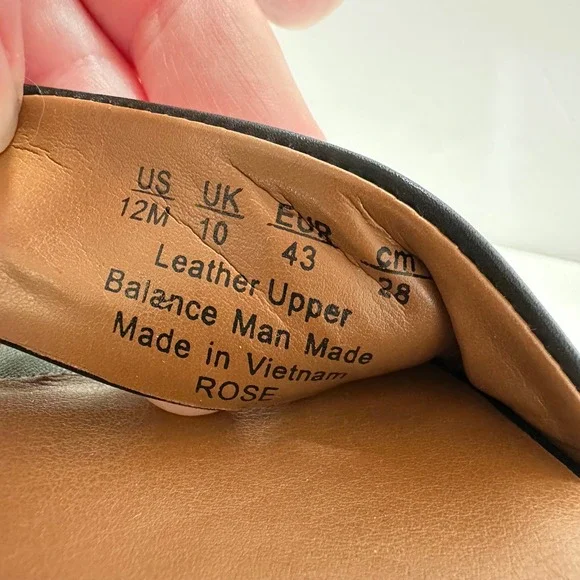 US UK EUR cm
12M 10 43 28
Leather Upper
Balance Man Made
Made in Vietnam
ROSE